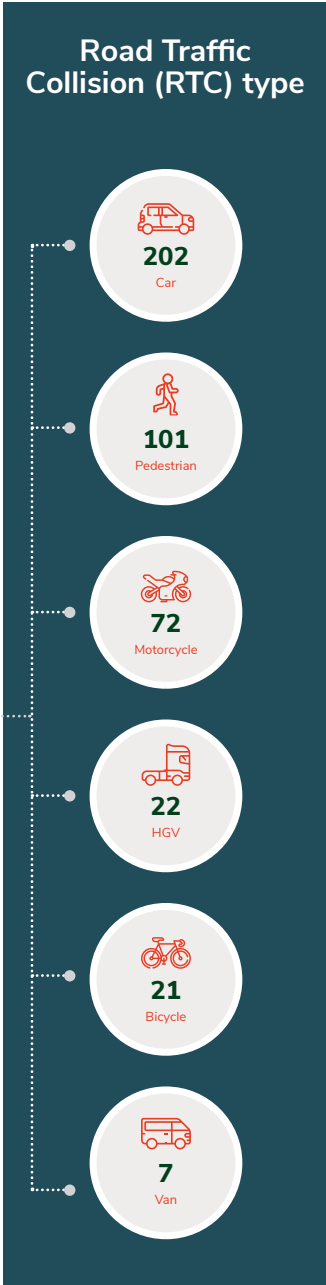 Road Traffic
Collision (RTC) type
202
Car
101
Pedestrian
72
Motorcycle
22
HGV
21
Bicycle
7
Van